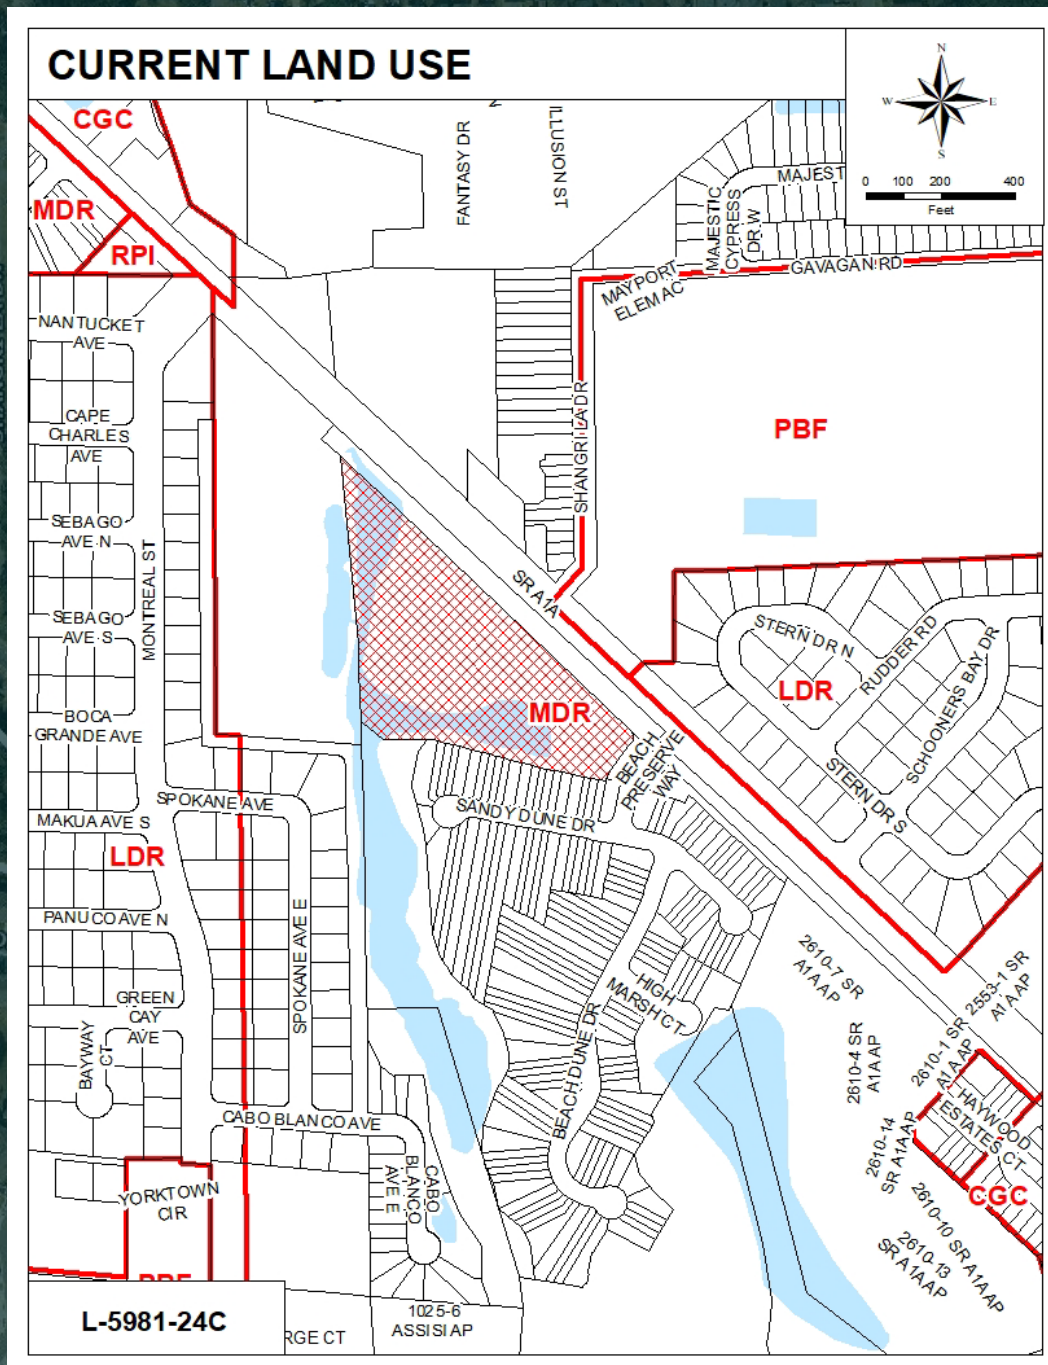 CURRENT LAND USE
N
W
E
S
0 100 200 400
Feet
CGC
MDR
RPI
FANTASY DR
ILLUSION ST
MAJEST
MAJESTIC
CYPRESS
DR W
GAVAGAN RD
MAYPORT
ELEM AC
NANTUCKET
AVE
CAPE
CHARLES
AVE
SEBAGO
AVE N
SEBAGO
AVE S
MONTREAL ST
BOCA
GRANDE AVE
SHANGRI LA DR
PBF
SR A1A
STERN DR N
RUDDER RD
LDR
SCHOONERS BAY DR
STERN DR S
MDR
BEACH
PRESERVE
WAY
SPOKANE AVE
MAKUA AVE S
LDR
SANDY DUNE DR
PANUCO AVE N
SPOKANE AVE E
GREEN
CAY
AVE
BAYWAY
CT
HIGH
MARSH CT
BEACH DUNE DR
2610-7 SR
A1A AP
2553-1 SR
A1A AP
2610-1 SR
A1A AP
2610-4 SR
A1A AP
HAYWOOD
ESTATES CT
2610-14
SR A1A AP
CGC
CABO BLANCO AVE
CABO
BLANCO
AVE E
YORKTOWN
CIR
PBF
2610-10 SR A1A AP
2610-13
SR A1A AP
1025-6
ASSISI AP
RGE CT
L-5981-24C